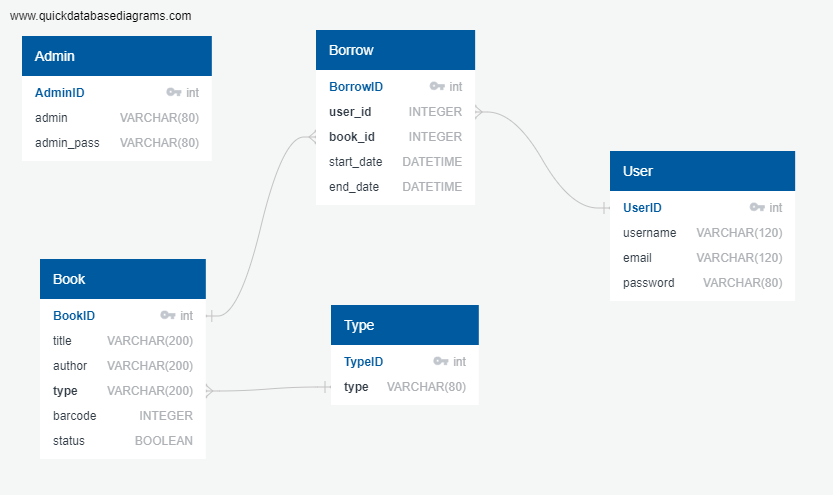 www.quickdatabasediagrams.com
Admin
AdminID int
admin VARCHAR(80)
admin_pass VARCHAR(80)
Borrow
BorrowID int
user_id INTEGER
book_id INTEGER
start_date DATETIME
end_date DATETIME
User
UserID int
username VARCHAR(120)
email VARCHAR(120)
password VARCHAR(80)
Book
BookID int
title VARCHAR(200)
author VARCHAR(200)
type VARCHAR(200)
barcode INTEGER
status BOOLEAN
Type
TypeID int
type VARCHAR(80)